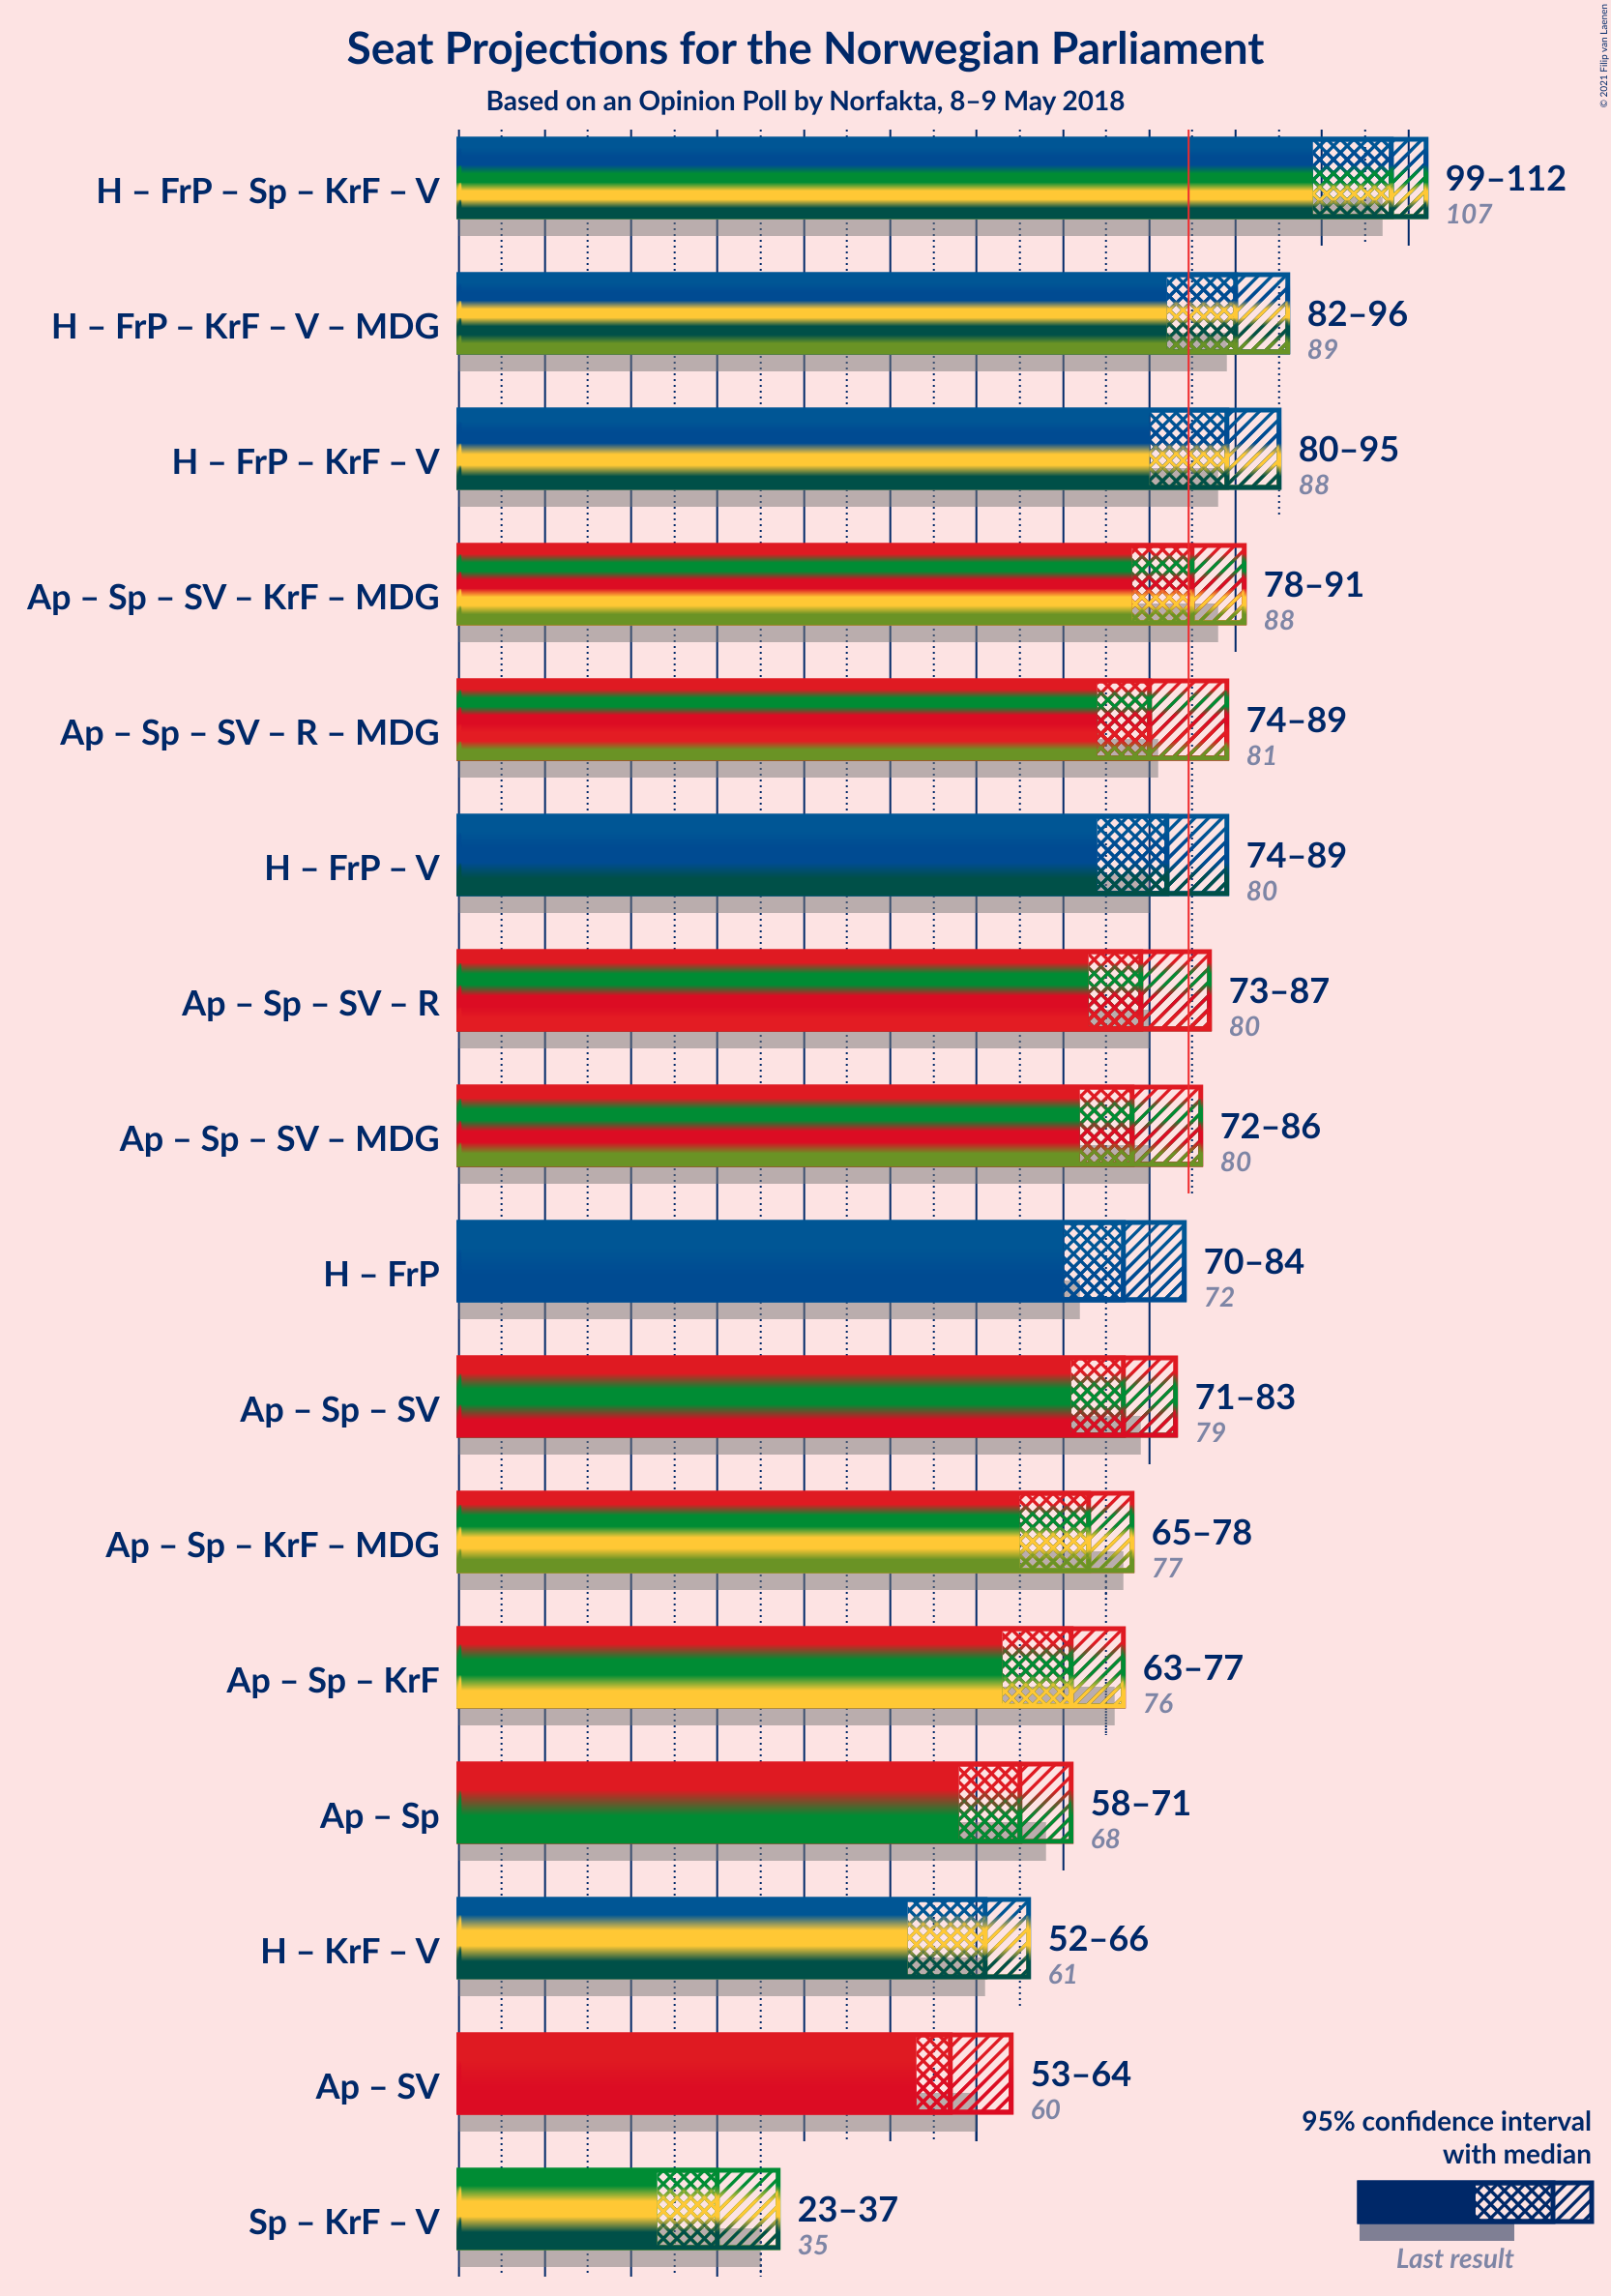 © 2021 Filip van Laenen
Seat Projections for the Norwegian Parliament
Based on an Opinion Poll by Norfakta, 8–9 May 2018
H – FrP – Sp – KrF – V
99–112
107
H – FrP – KrF – V – MDG
82–96
89
H – FrP – KrF – V
80–95
88
Ap – Sp – SV – KrF – MDG
78–91
88
Ap – Sp – SV – R – MDG
74–89
81
H – FrP – V
74–89
80
Ap – Sp – SV – R
73–87
80
Ap – Sp – SV – MDG
72–86
80
H – FrP
70–84
72
Ap – Sp – SV
71–83
79
Ap – Sp – KrF – MDG
65–78
77
Ap – Sp – KrF
63–77
76
Ap – Sp
58–71
68
H – KrF – V
52–66
61
Ap – SV
53–64
60
Sp – KrF – V
23–37
35
95% confidence interval
with median
Last result